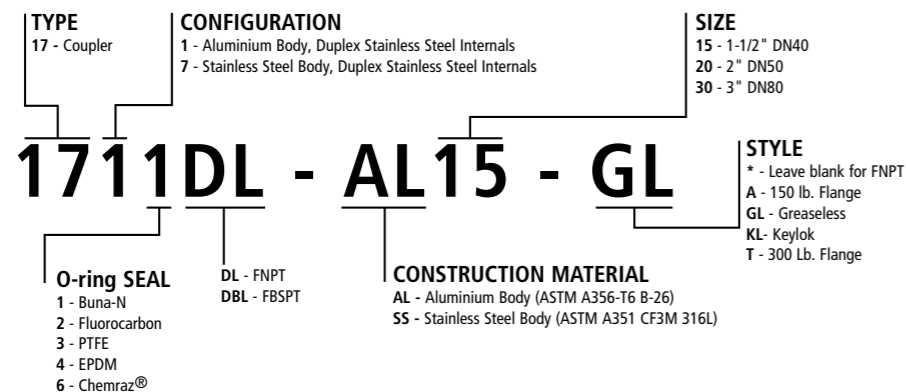 TYPE
17 - Coupler
CONFIGURATION
1 - Aluminium Body, Duplex Stainless Steel Internals
7 - Stainless Steel Body, Duplex Stainless Steel Internals
SIZE
15 - 1-1/2" DN40
20 - 2" DN50
30 - 3" DN80
1711DL - AL15 - GL
STYLE
* - Leave blank for FNPT
A - 150 lb. Flange
GL - Greaseless
KL- Keylok
T - 300 Lb. Flange
O-ring SEAL
1 - Buna-N
2 - Fluorocarbon
3 - PTFE
4 - EPDM
6 - Chemraz®
DL - FNPT
DBL - FBSPT
CONSTRUCTION MATERIAL
AL - Aluminium Body (ASTM A356-T6 B-26)
SS - Stainless Steel Body (ASTM A351 CF3M 316L)